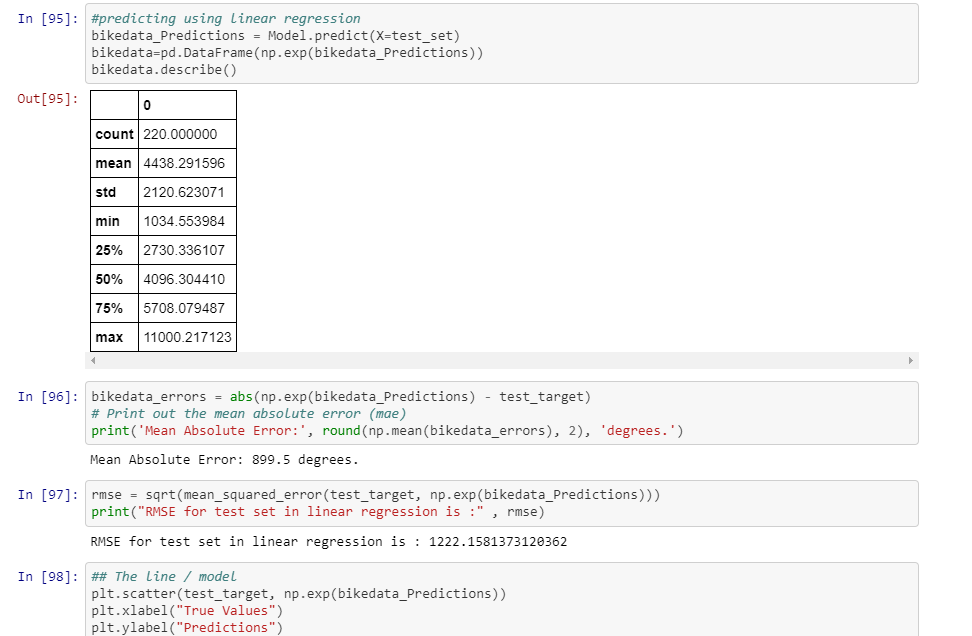 In [95]: #predicting using linear regression
bikedata_Predictions = Model.predict(X=test_set)
bikedata=pd.DataFrame(np.exp(bikedata_Predictions))
bikedata.describe()
Out[95]:
0
count 220.000000
mean 4438.291596
std 2120.623071
min 1034.553984
25% 2730.336107
50% 4096.304410
75% 5708.079487
max 11000.217123
In [96]: bikedata_errors = abs(np.exp(bikedata_Predictions) - test_target)
# Print out the mean absolute error (mae)
print('Mean Absolute Error:', round(np.mean(bikedata_errors), 2), 'degrees.')
Mean Absolute Error: 899.5 degrees.
In [97]: rmse = sqrt(mean_squared_error(test_target, np.exp(bikedata_Predictions)))
print("RMSE for test set in linear regression is :" , rmse)
RMSE for test set in linear regression is : 1222.1581373120362
In [98]: ## The line / model
plt.scatter(test_target, np.exp(bikedata_Predictions))
plt.xlabel("True Values")
plt.ylabel("Predictions")